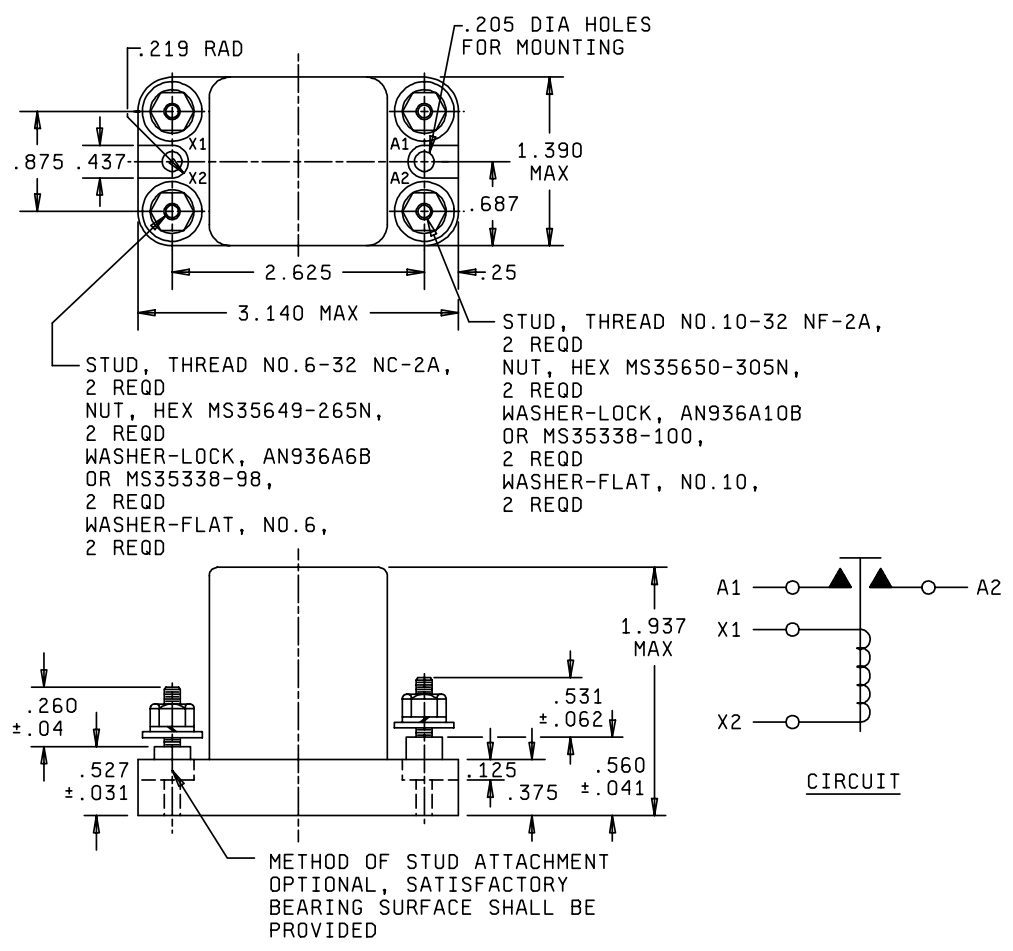 .219 RAD
.205 DIA HOLES
FOR MOUNTING
X1
A1
X2
A2
.875
.437
1.390
MAX
.687
2.625
.25
3.140 MAX
STUD, THREAD NO.10-32 NF-2A,
2 REQD
NUT, HEX MS35650-305N,
2 REQD
WASHER-LOCK, AN936A10B
OR MS35338-100,
2 REQD
WASHER-FLAT, NO.10,
2 REQD
STUD, THREAD NO.6-32 NC-2A,
2 REQD
NUT, HEX MS35649-265N,
2 REQD
WASHER-LOCK, AN936A6B
OR MS35338-98,
2 REQD
WASHER-FLAT, NO.6,
2 REQD
1.937
MAX
.260
±.04
.527
±.031
.531
±.062
.125
.375
.560
±.041
METHOD OF STUD ATTACHMENT
OPTIONAL, SATISFACTORY
BEARING SURFACE SHALL BE
PROVIDED
A1
A2
X1
X2
CIRCUIT